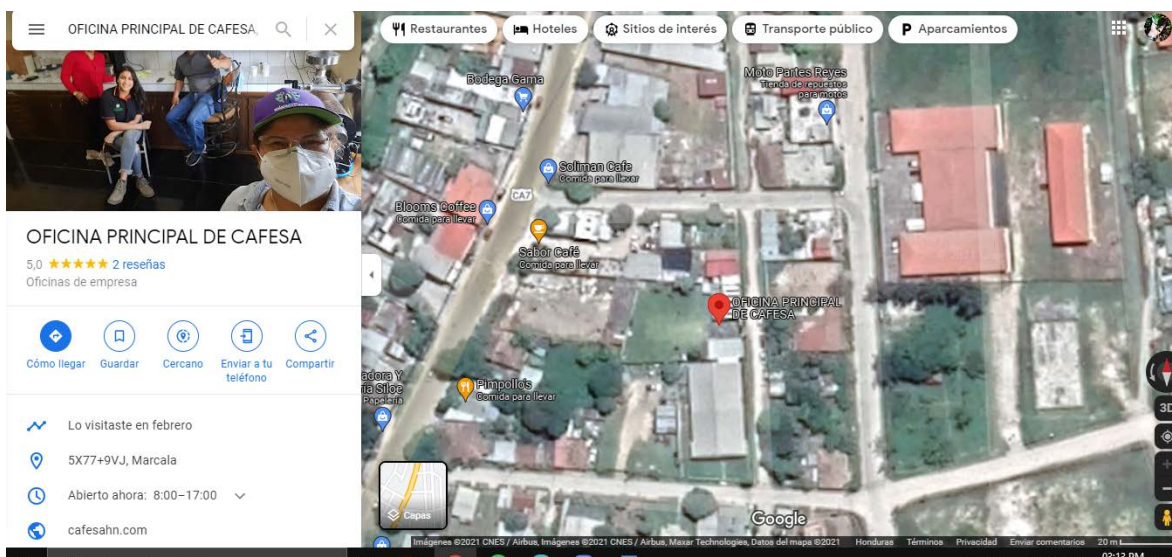 OFICINA PRINCIPAL DE CAFESA,
Restaurantes
Hoteles
Sitios de interés
Transporte público
P Aparcamientos
OFICINA PRINCIPAL DE CAFESA
5,0 ★★★★★ 2 reseñas
Oficinas de empresa
Cómo llegar
Guardar
Cercano
Enviar a tu
teléfono
Compartir
Lo visitaste en febrero
5X77+9VJ, Marcala
Abierto ahora: 8:00–17:00
cafesahn.com
Bodega Gama
Moto Partes Reyes
Tienda de repuestos
para motos
Soliman Cafe
Comida para llevar
CA7
Blooms Coffee
Comida para llevar
Sabor Café
Comida para llevar
OFICINA PRINCIPAL
DE CAFESA
adora Y
ría Siloe
Papelería
Pimpollo's
Comida para llevar
3D
Capas
Google
Imágenes ©2021 CNES / Airbus, Imágenes ©2021 CNES / Airbus, Maxar Technologies, Datos del mapa ©2021
Honduras
Términos
Privacidad
Enviar comentarios
20 m
03:13 PM